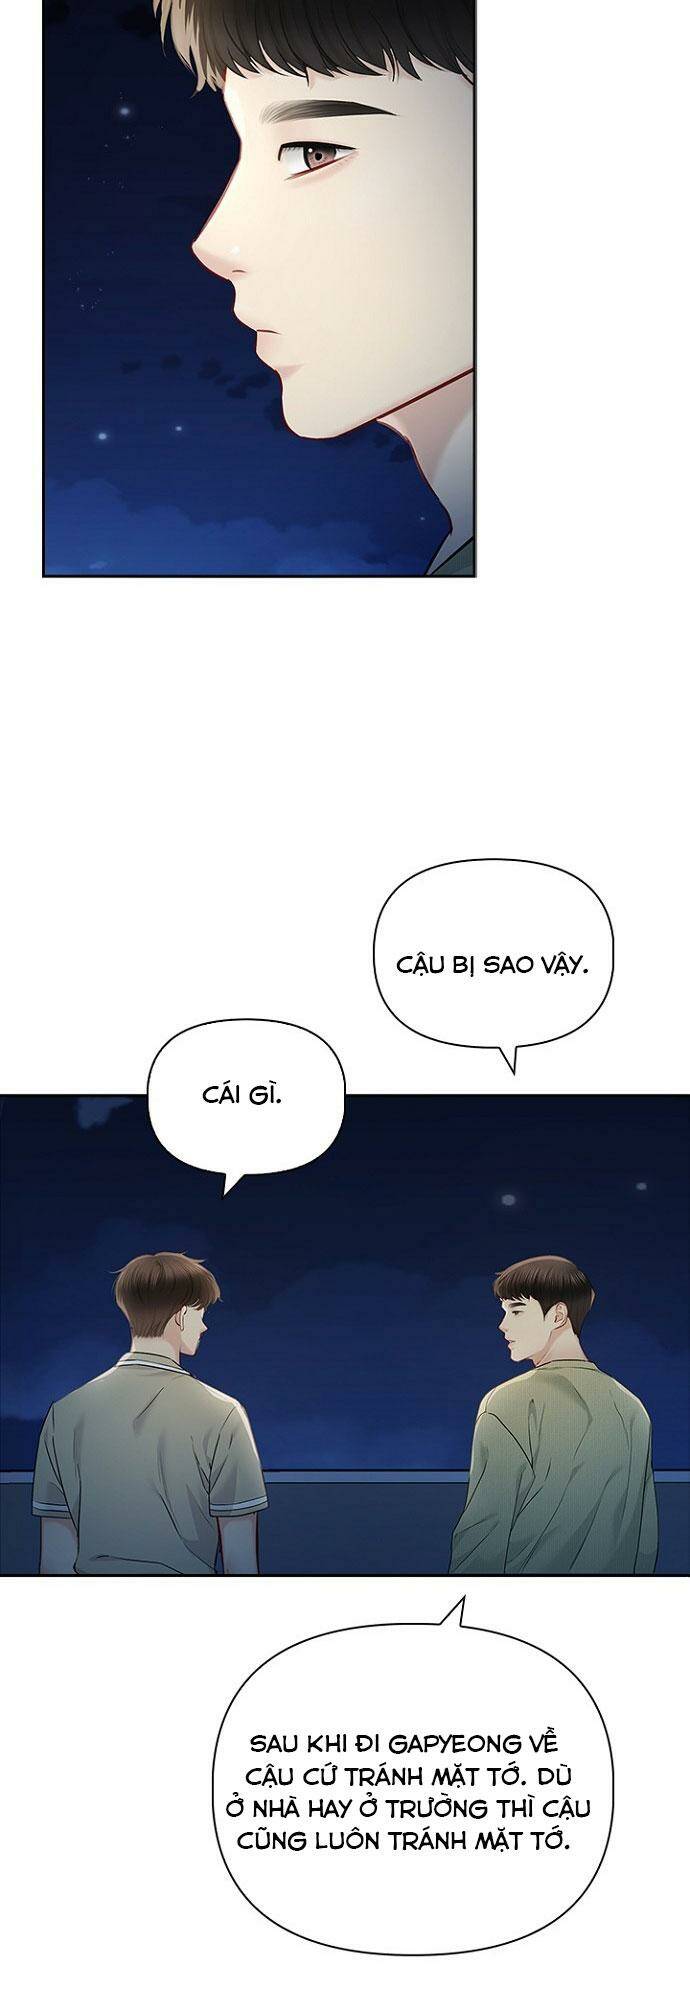 CẬU BỊ SAO VẬY.
CÁI GÌ.
SAU KHI ĐI GAPYEONG VỀ
CẬU CỨ TRÁNH MẶT TỚ. DÙ
Ở NHÀ HAY Ở TRƯỜNG THÌ CẬU
CŨNG LUÔN TRÁNH MẶT TỚ.